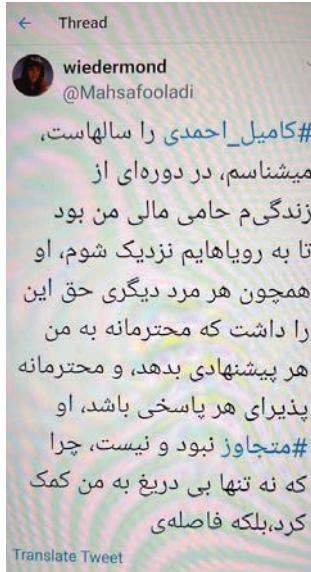 Thread
wiedermond
@Mahsafooladi
#کامیل_احمدی را سالهاست،
میشناسم، در دوره‌ای از
زندگی‌م حامی مالی من بود
تا به رویاهایم نزدیک شوم، او
همچون هر مرد دیگری حق این
را داشت که محترمانه به من
هر پیشنهادی بدهد، و محترمانه
پذیرای هر پاسخی باشد، او
#متجاوز نبود و نیست، چرا
که نه تنها بی دریغ به من کمک
کرد،بلکه فاصله‌ی
Translate Tweet